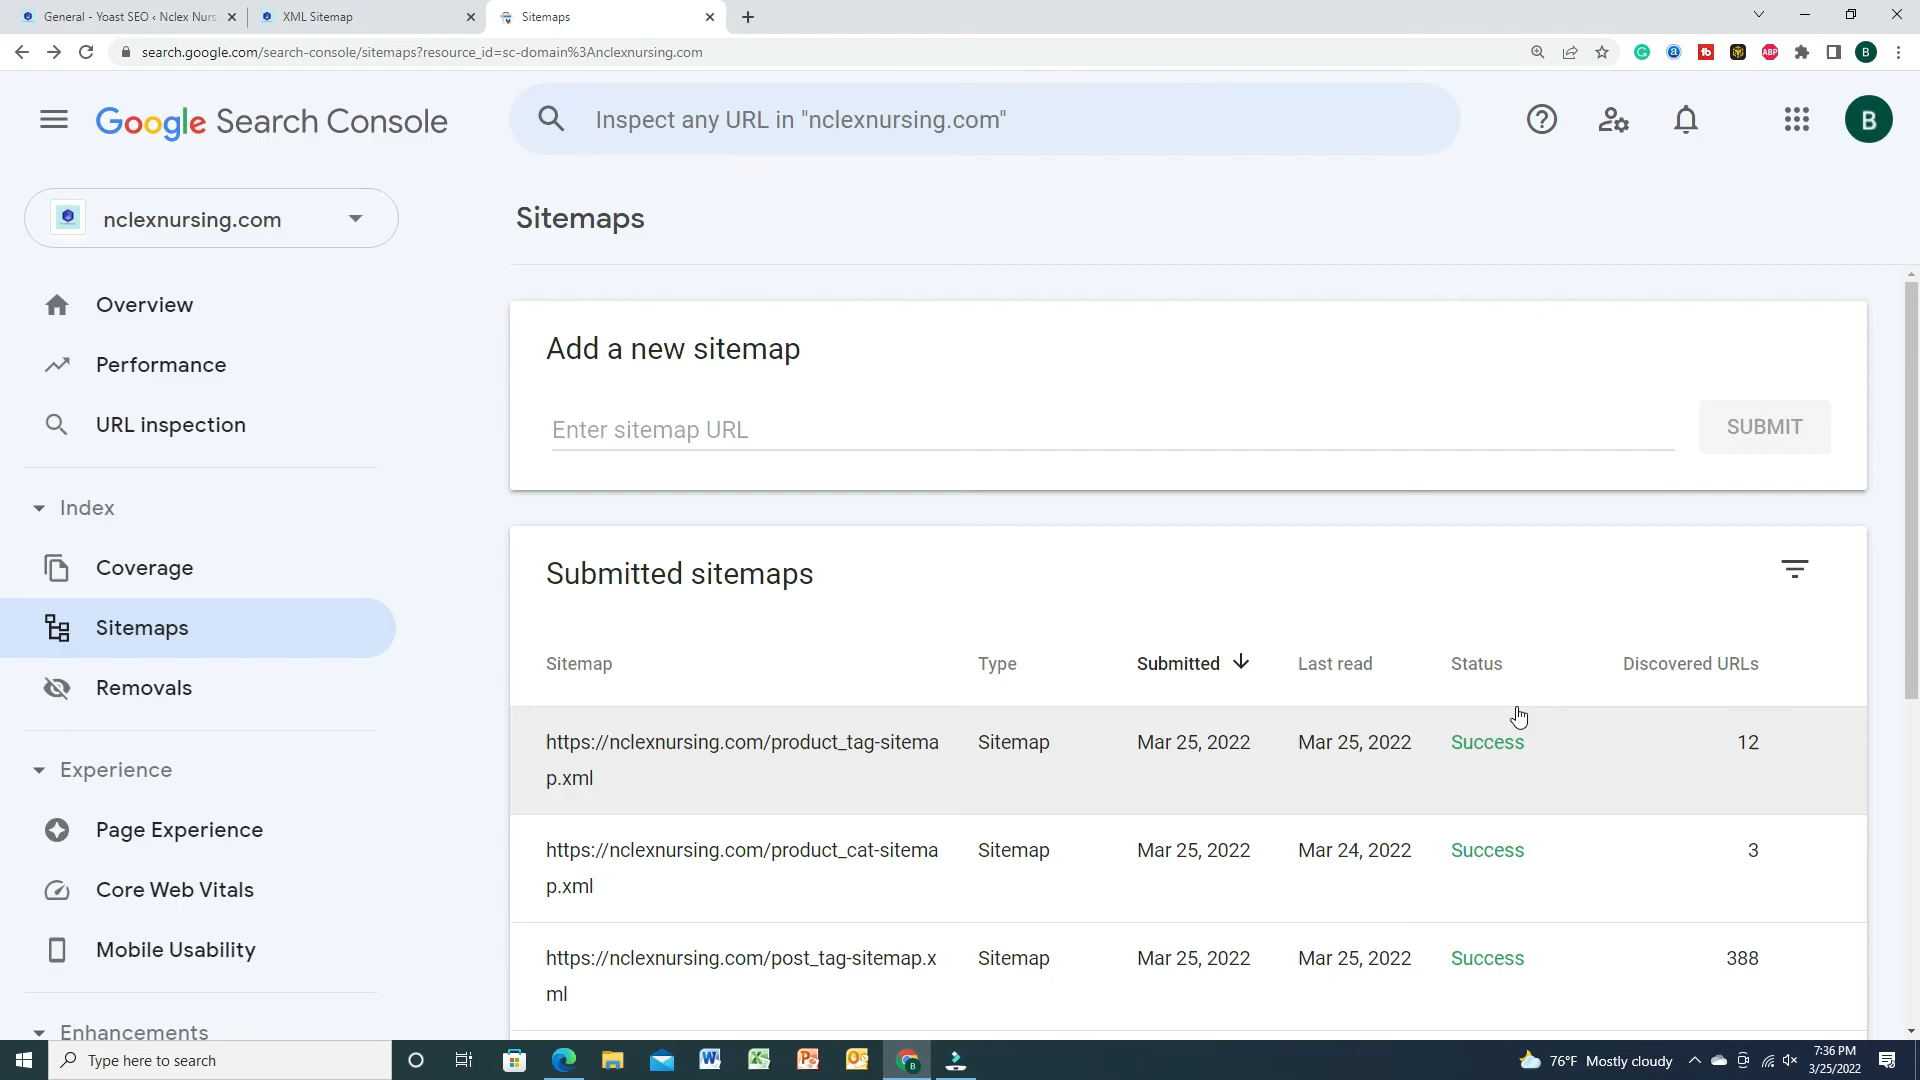 General - Yoast SEO ‹ Nclex Nurs
XML Sitemap
Sitemaps
search.google.com/search-console/sitemaps?resource_id=sc-domain%3Anclexnursing.com
Google Search Console
Inspect any URL in "nclexnursing.com"
B
nclexnursing.com
Sitemaps
Overview
Performance
URL inspection
Index
Coverage
Sitemaps
Removals
Experience
Page Experience
Core Web Vitals
Mobile Usability
Enhancements
Add a new sitemap
Enter sitemap URL
SUBMIT
Submitted sitemaps
Sitemap Type Submitted Last read Status Discovered URLs
https://nclexnursing.com/product_tag-sitema Sitemap Mar 25, 2022 Mar 25, 2022 Success 12
p.xml
https://nclexnursing.com/product_cat-sitema Sitemap Mar 25, 2022 Mar 24, 2022 Success 3
p.xml
https://nclexnursing.com/post_tag-sitemap.x Sitemap Mar 25, 2022 Mar 25, 2022 Success 388
ml
Type here to search
76°F Mostly cloudy
7:36 PM
3/25/2022